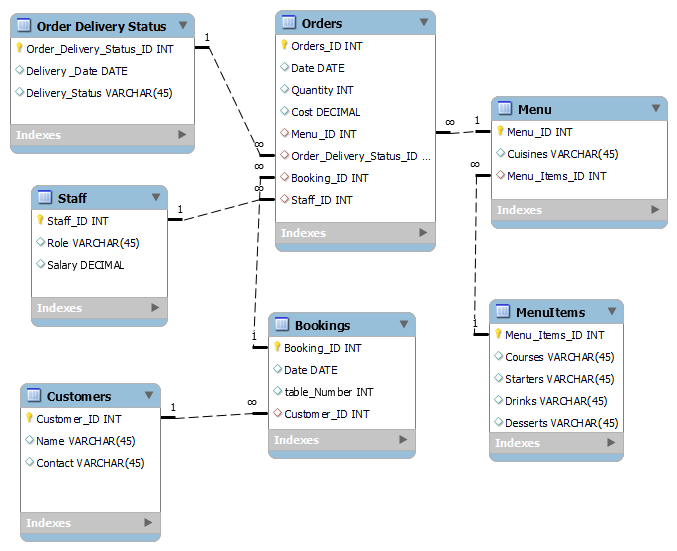 Order Delivery Status
Order_Delivery_Status_ID INT
Delivery _Date DATE
Delivery_Status VARCHAR(45)
Indexes
1
∞
Orders
Orders_ID INT
Date DATE
Quantity INT
Cost DECIMAL
Menu_ID INT
Order_Delivery_Status_ID ...
Booking_ID INT
Staff_ID INT
Indexes
∞
1
Menu
Menu_ID INT
Cuisines VARCHAR(45)
Menu_Items_ID INT
Indexes
∞
1
Staff
Staff_ID INT
Role VARCHAR(45)
Salary DECIMAL
Indexes
1
∞
∞
1
Bookings
Booking_ID INT
Date DATE
table_Number INT
Customer_ID INT
Indexes
MenuItems
Menu_Items_ID INT
Courses VARCHAR(45)
Starters VARCHAR(45)
Drinks VARCHAR(45)
Desserts VARCHAR(45)
Indexes
Customers
Customer_ID INT
Name VARCHAR(45)
Contact VARCHAR(45)
Indexes
1
∞